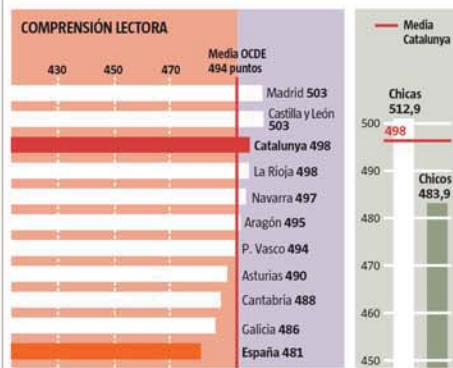 COMPRENSIÓN LECTORA
Media OCDE
494 puntos
430 450 470
Madrid 503
Castilla y León
503
Catalunya 498
La Rioja 498
Navarra 497
Aragón 495
P. Vasco 494
Asturias 490
Cantabria 488
Galicia 486
España 481
Media
Catalunya
Chicas
512,9
500
498
490
Chicos
483,9
480
470
460
450